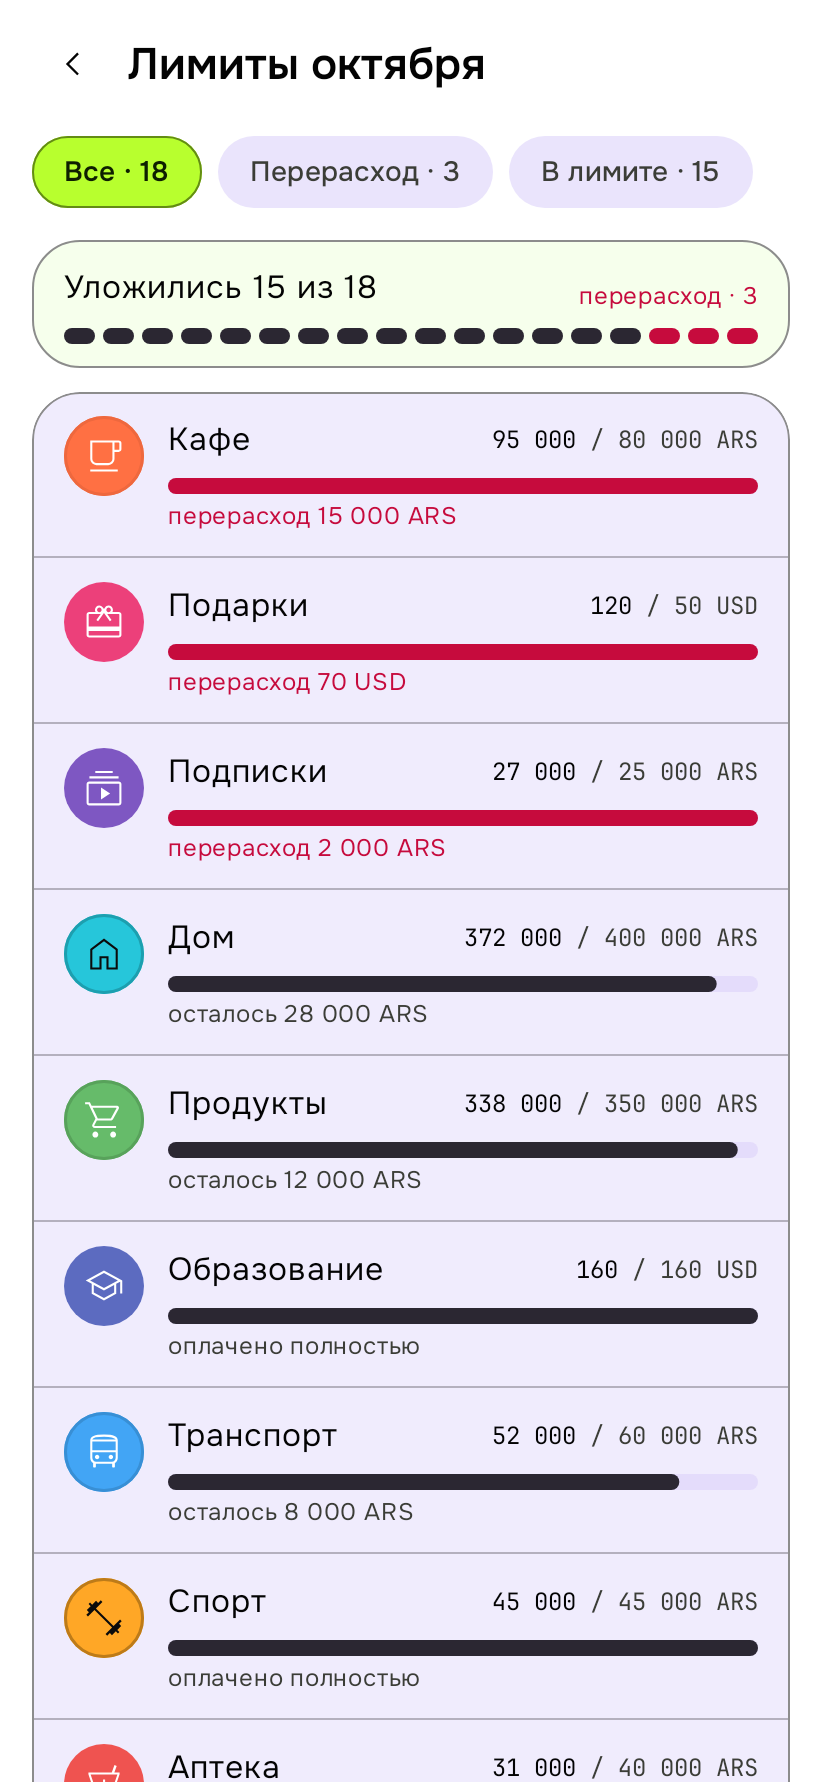 Лимиты октября
Все · 18
Перерасход · 3
В лимите · 15
Уложились 15 из 18
перерасход · 3
Кафе 95 000 / 80 000 ARS
перерасход 15 000 ARS
Подарки 120 / 50 USD
перерасход 70 USD
Подписки 27 000 / 25 000 ARS
перерасход 2 000 ARS
Дом 372 000 / 400 000 ARS
осталось 28 000 ARS
Продукты 338 000 / 350 000 ARS
осталось 12 000 ARS
Образование 160 / 160 USD
оплачено полностью
Транспорт 52 000 / 60 000 ARS
осталось 8 000 ARS
Спорт 45 000 / 45 000 ARS
оплачено полностью
Аптека 31 000 / 40 000 ARS